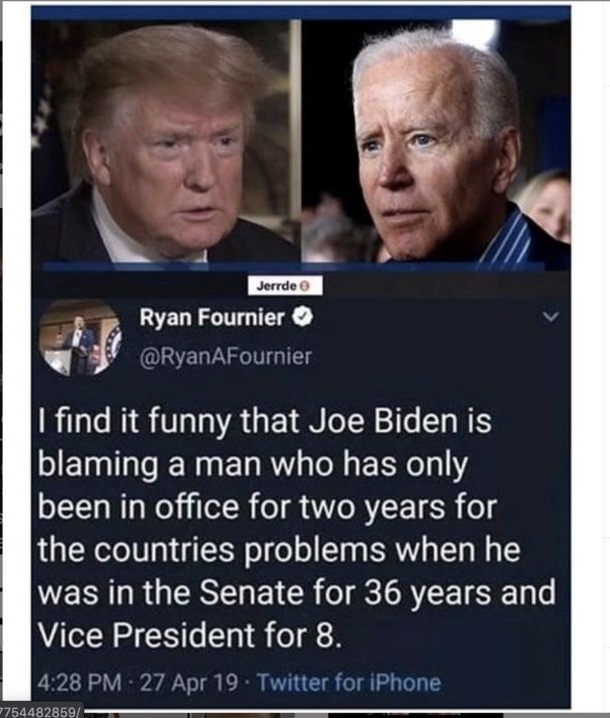 Jerrde
Ryan Fournier
@RyanAFournier
I find it funny that Joe Biden is
blaming a man who has only
been in office for two years for
the countries problems when he
was in the Senate for 36 years and
Vice President for 8.
4:28 PM · 27 Apr 19 · Twitter for iPhone
7754482859/